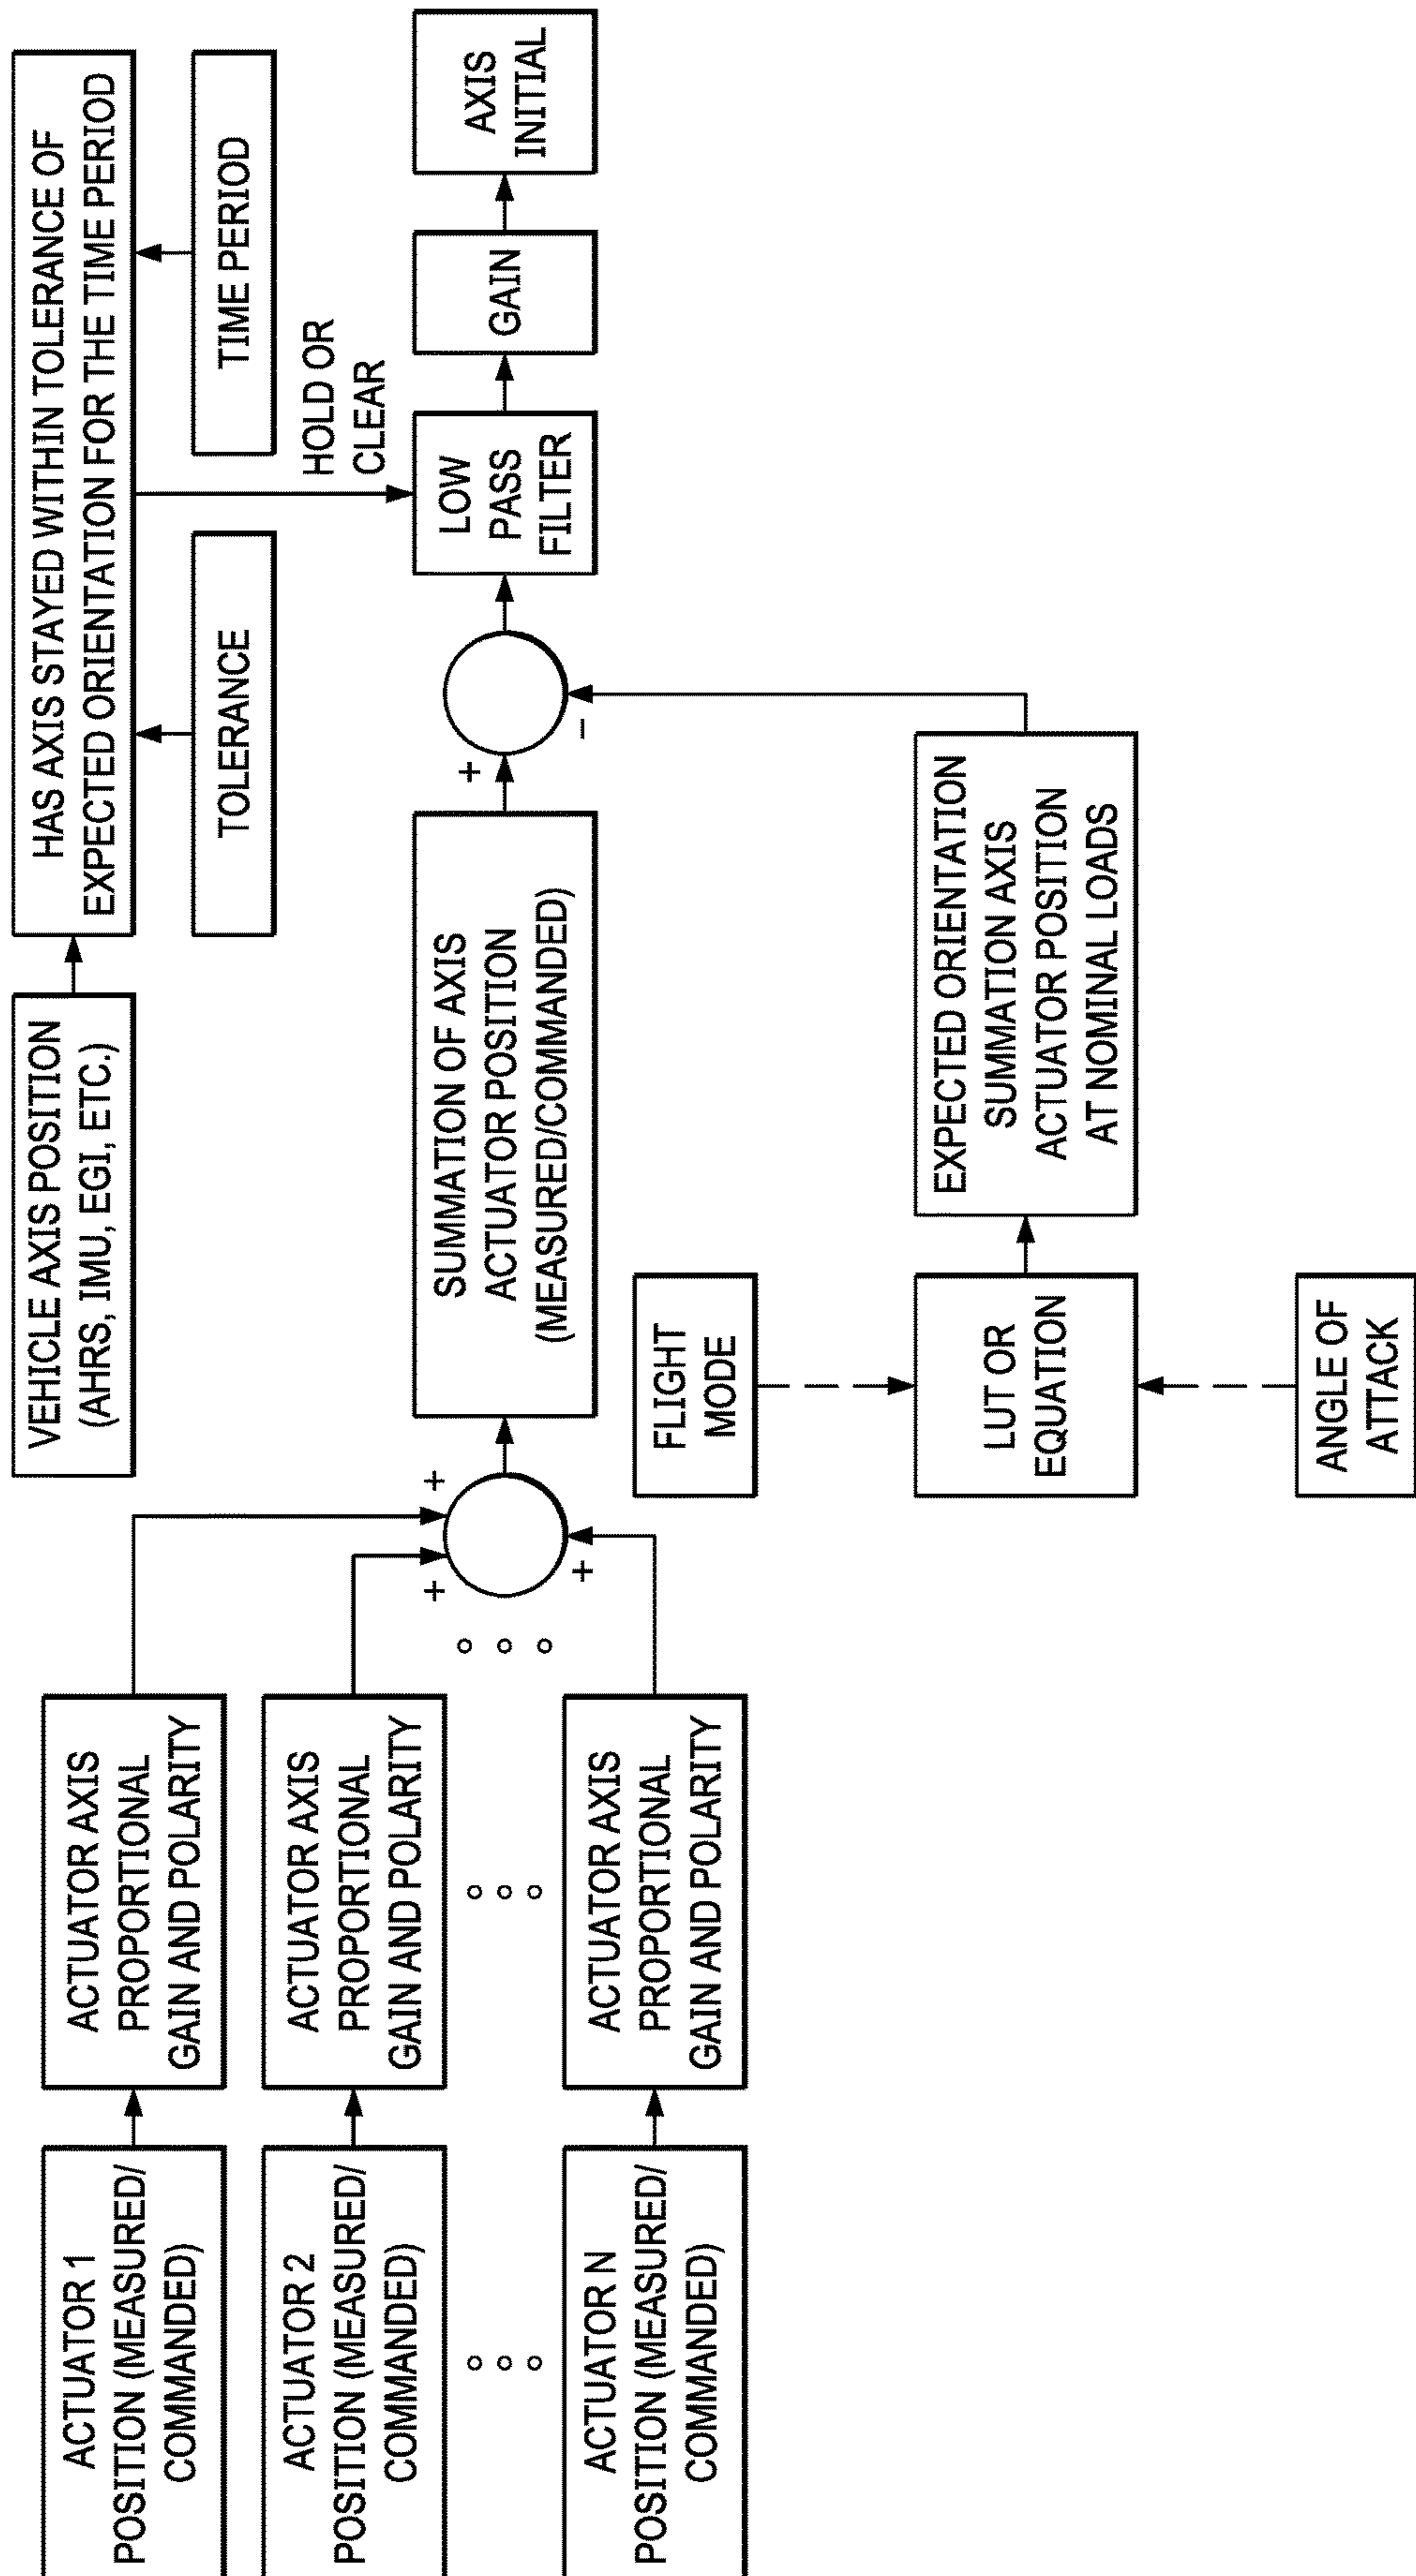 VEHICLE AXIS POSITION
(AHRS, IMU, EGI, ETC.)
HAS AXIS STAYED WITHIN TOLERANCE OF
EXPECTED ORIENTATION FOR THE TIME PERIOD
TOLERANCE
TIME PERIOD
HOLD OR
CLEAR
ACTUATOR 1
POSITION (MEASURED/
COMMANDED)
ACTUATOR AXIS
PROPORTIONAL
GAIN AND POLARITY
ACTUATOR 2
POSITION (MEASURED/
COMMANDED)
ACTUATOR AXIS
PROPORTIONAL
GAIN AND POLARITY
ACTUATOR N
POSITION (MEASURED/
COMMANDED)
ACTUATOR AXIS
PROPORTIONAL
GAIN AND POLARITY
+
+
+
SUMMATION OF AXIS
ACTUATOR POSITION
(MEASURED/COMMANDED)
+
−
LOW
PASS
FILTER
GAIN
AXIS
INITIAL
FLIGHT
MODE
LUT OR
EQUATION
ANGLE OF
ATTACK
EXPECTED ORIENTATION
SUMMATION AXIS
ACTUATOR POSITION
AT NOMINAL LOADS